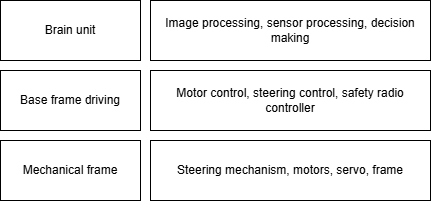 Brain unit
Image processing, sensor processing, decision
making
Base frame driving
Motor control, steering control, safety radio
controller
Mechanical frame
Steering mechanism, motors, servo, frame